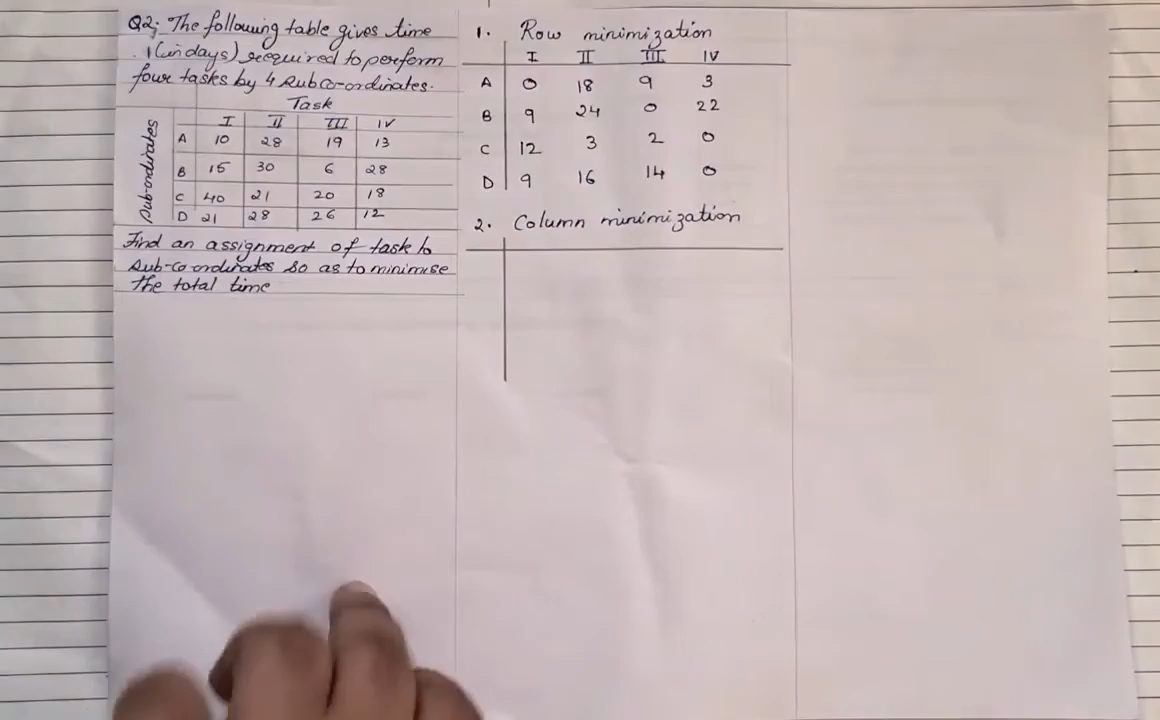 Q2; The following table gives time
(in days) required to perform
four tasks by 4 subco-ordinates.
Task
I II III IV
Sub-ordinates
A 10 28 19 13
B 15 30 6 28
C 40 21 20 18
D 21 28 26 12
Find an assignment of task to
sub-co ordinates so as to minimise
the total time
1. Row minimization
I II III IV
A 0 18 9 3
B 9 24 0 22
C 12 3 2 0
D 9 16 14 0
2. Column minimization